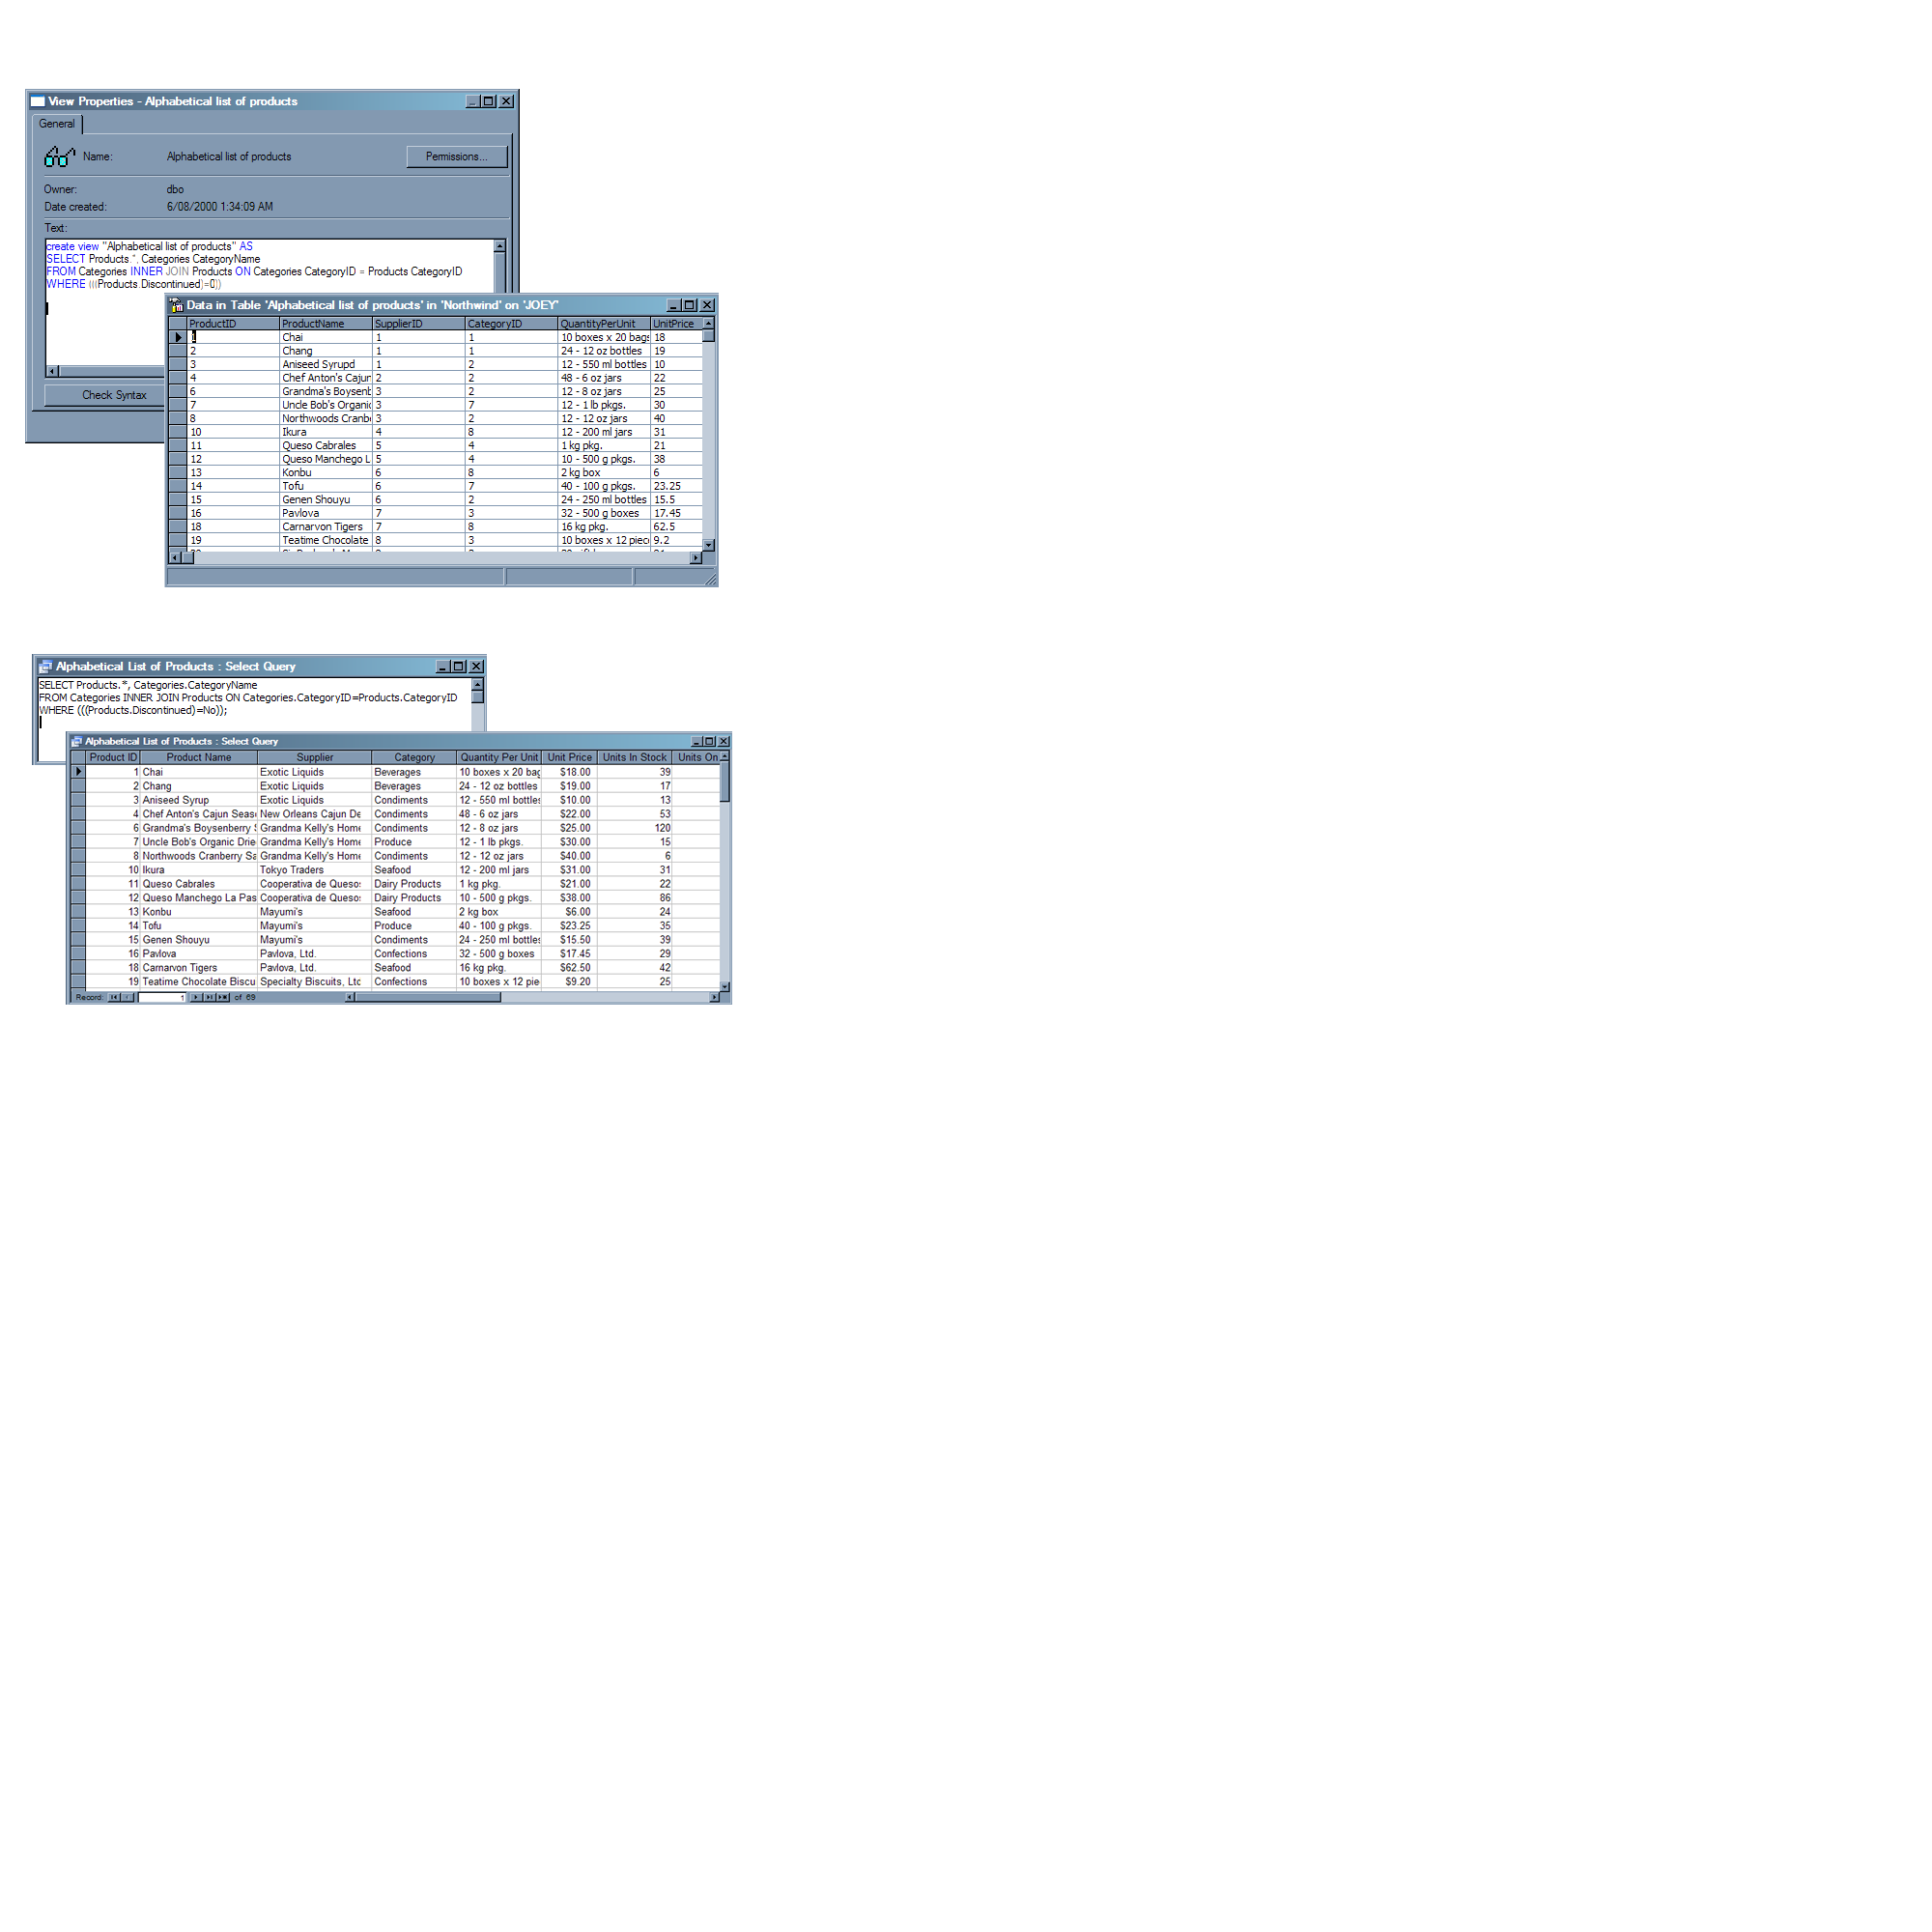 View Properties - Alphabetical list of products
General
Name: Alphabetical list of products Permissions...
Owner: dbo
Date created: 6/08/2000 1:34:09 AM
Text:
create view "Alphabetical list of products" AS
SELECT Products.*, Categories.CategoryName
FROM Categories INNER JOIN Products ON Categories.CategoryID = Products.CategoryID
WHERE (((Products.Discontinued)=0))
Check Syntax
Data in Table 'Alphabetical list of products' in 'Northwind' on 'JOEY'
ProductID ProductName SupplierID CategoryID QuantityPerUnit UnitPrice
1 Chai 1 1 10 boxes x 20 bags 18
2 Chang 1 1 24 - 12 oz bottles 19
3 Aniseed Syrupd 1 2 12 - 550 ml bottles 10
4 Chef Anton's Cajun 2 2 48 - 6 oz jars 22
6 Grandma's Boysenb 3 2 12 - 8 oz jars 25
7 Uncle Bob's Organic 3 7 12 - 1 lb pkgs. 30
8 Northwoods Cranb 3 2 12 - 12 oz jars 40
10 Ikura 4 8 12 - 200 ml jars 31
11 Queso Cabrales 5 4 1 kg pkg. 21
12 Queso Manchego L 5 4 10 - 500 g pkgs. 38
13 Konbu 6 8 2 kg box 6
14 Tofu 6 7 40 - 100 g pkgs. 23.25
15 Genen Shouyu 6 2 24 - 250 ml bottles 15.5
16 Pavlova 7 3 32 - 500 g boxes 17.45
18 Carnarvon Tigers 7 8 16 kg pkg. 62.5
19 Teatime Chocolate 8 3 10 boxes x 12 piec 9.2
Alphabetical List of Products : Select Query
SELECT Products.*, Categories.CategoryName
FROM Categories INNER JOIN Products ON Categories.CategoryID=Products.CategoryID
WHERE (((Products.Discontinued)=No));
Alphabetical List of Products : Select Query
Product ID Product Name Supplier Category Quantity Per Unit Unit Price Units In Stock Units On
1 Chai Exotic Liquids Beverages 10 boxes x 20 bag $18.00 39
2 Chang Exotic Liquids Beverages 24 - 12 oz bottles $19.00 17
3 Aniseed Syrup Exotic Liquids Condiments 12 - 550 ml bottles $10.00 13
4 Chef Anton's Cajun Seas New Orleans Cajun De Condiments 48 - 6 oz jars $22.00 53
6 Grandma's Boysenberry S Grandma Kelly's Home Condiments 12 - 8 oz jars $25.00 120
7 Uncle Bob's Organic Drie Grandma Kelly's Home Produce 12 - 1 lb pkgs. $30.00 15
8 Northwoods Cranberry Sa Grandma Kelly's Home Condiments 12 - 12 oz jars $40.00 6
10 Ikura Tokyo Traders Seafood 12 - 200 ml jars $31.00 31
11 Queso Cabrales Cooperativa de Quesos Dairy Products 1 kg pkg. $21.00 22
12 Queso Manchego La Pas Cooperativa de Quesos Dairy Products 10 - 500 g pkgs. $38.00 86
13 Konbu Mayumi's Seafood 2 kg box $6.00 24
14 Tofu Mayumi's Produce 40 - 100 g pkgs. $23.25 35
15 Genen Shouyu Mayumi's Condiments 24 - 250 ml bottles $15.50 39
16 Pavlova Pavlova, Ltd. Confections 32 - 500 g boxes $17.45 29
18 Carnarvon Tigers Pavlova, Ltd. Seafood 16 kg pkg. $62.50 42
19 Teatime Chocolate Biscu Specialty Biscuits, Ltd Confections 10 boxes x 12 pie $9.20 25
Record: 1 of 69